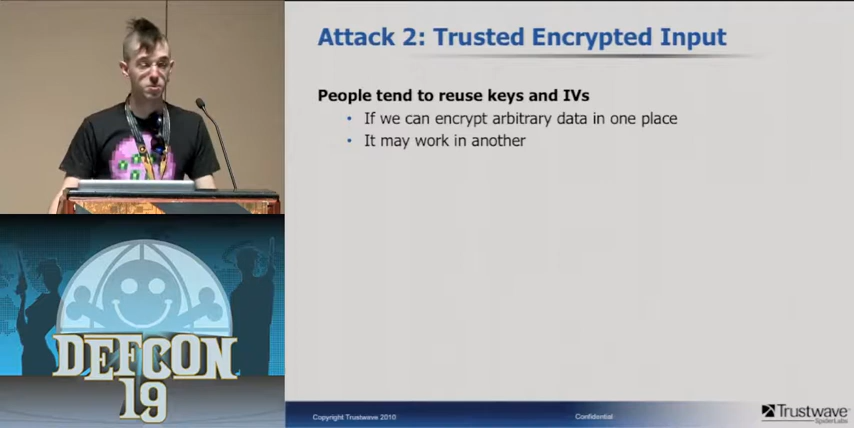 Attack 2: Trusted Encrypted Input
People tend to reuse keys and IVs
• If we can encrypt arbitrary data in one place
• It may work in another
DEFCON
19
Copyright Trustwave 2010
Confidential
Trustwave
SpiderLabs